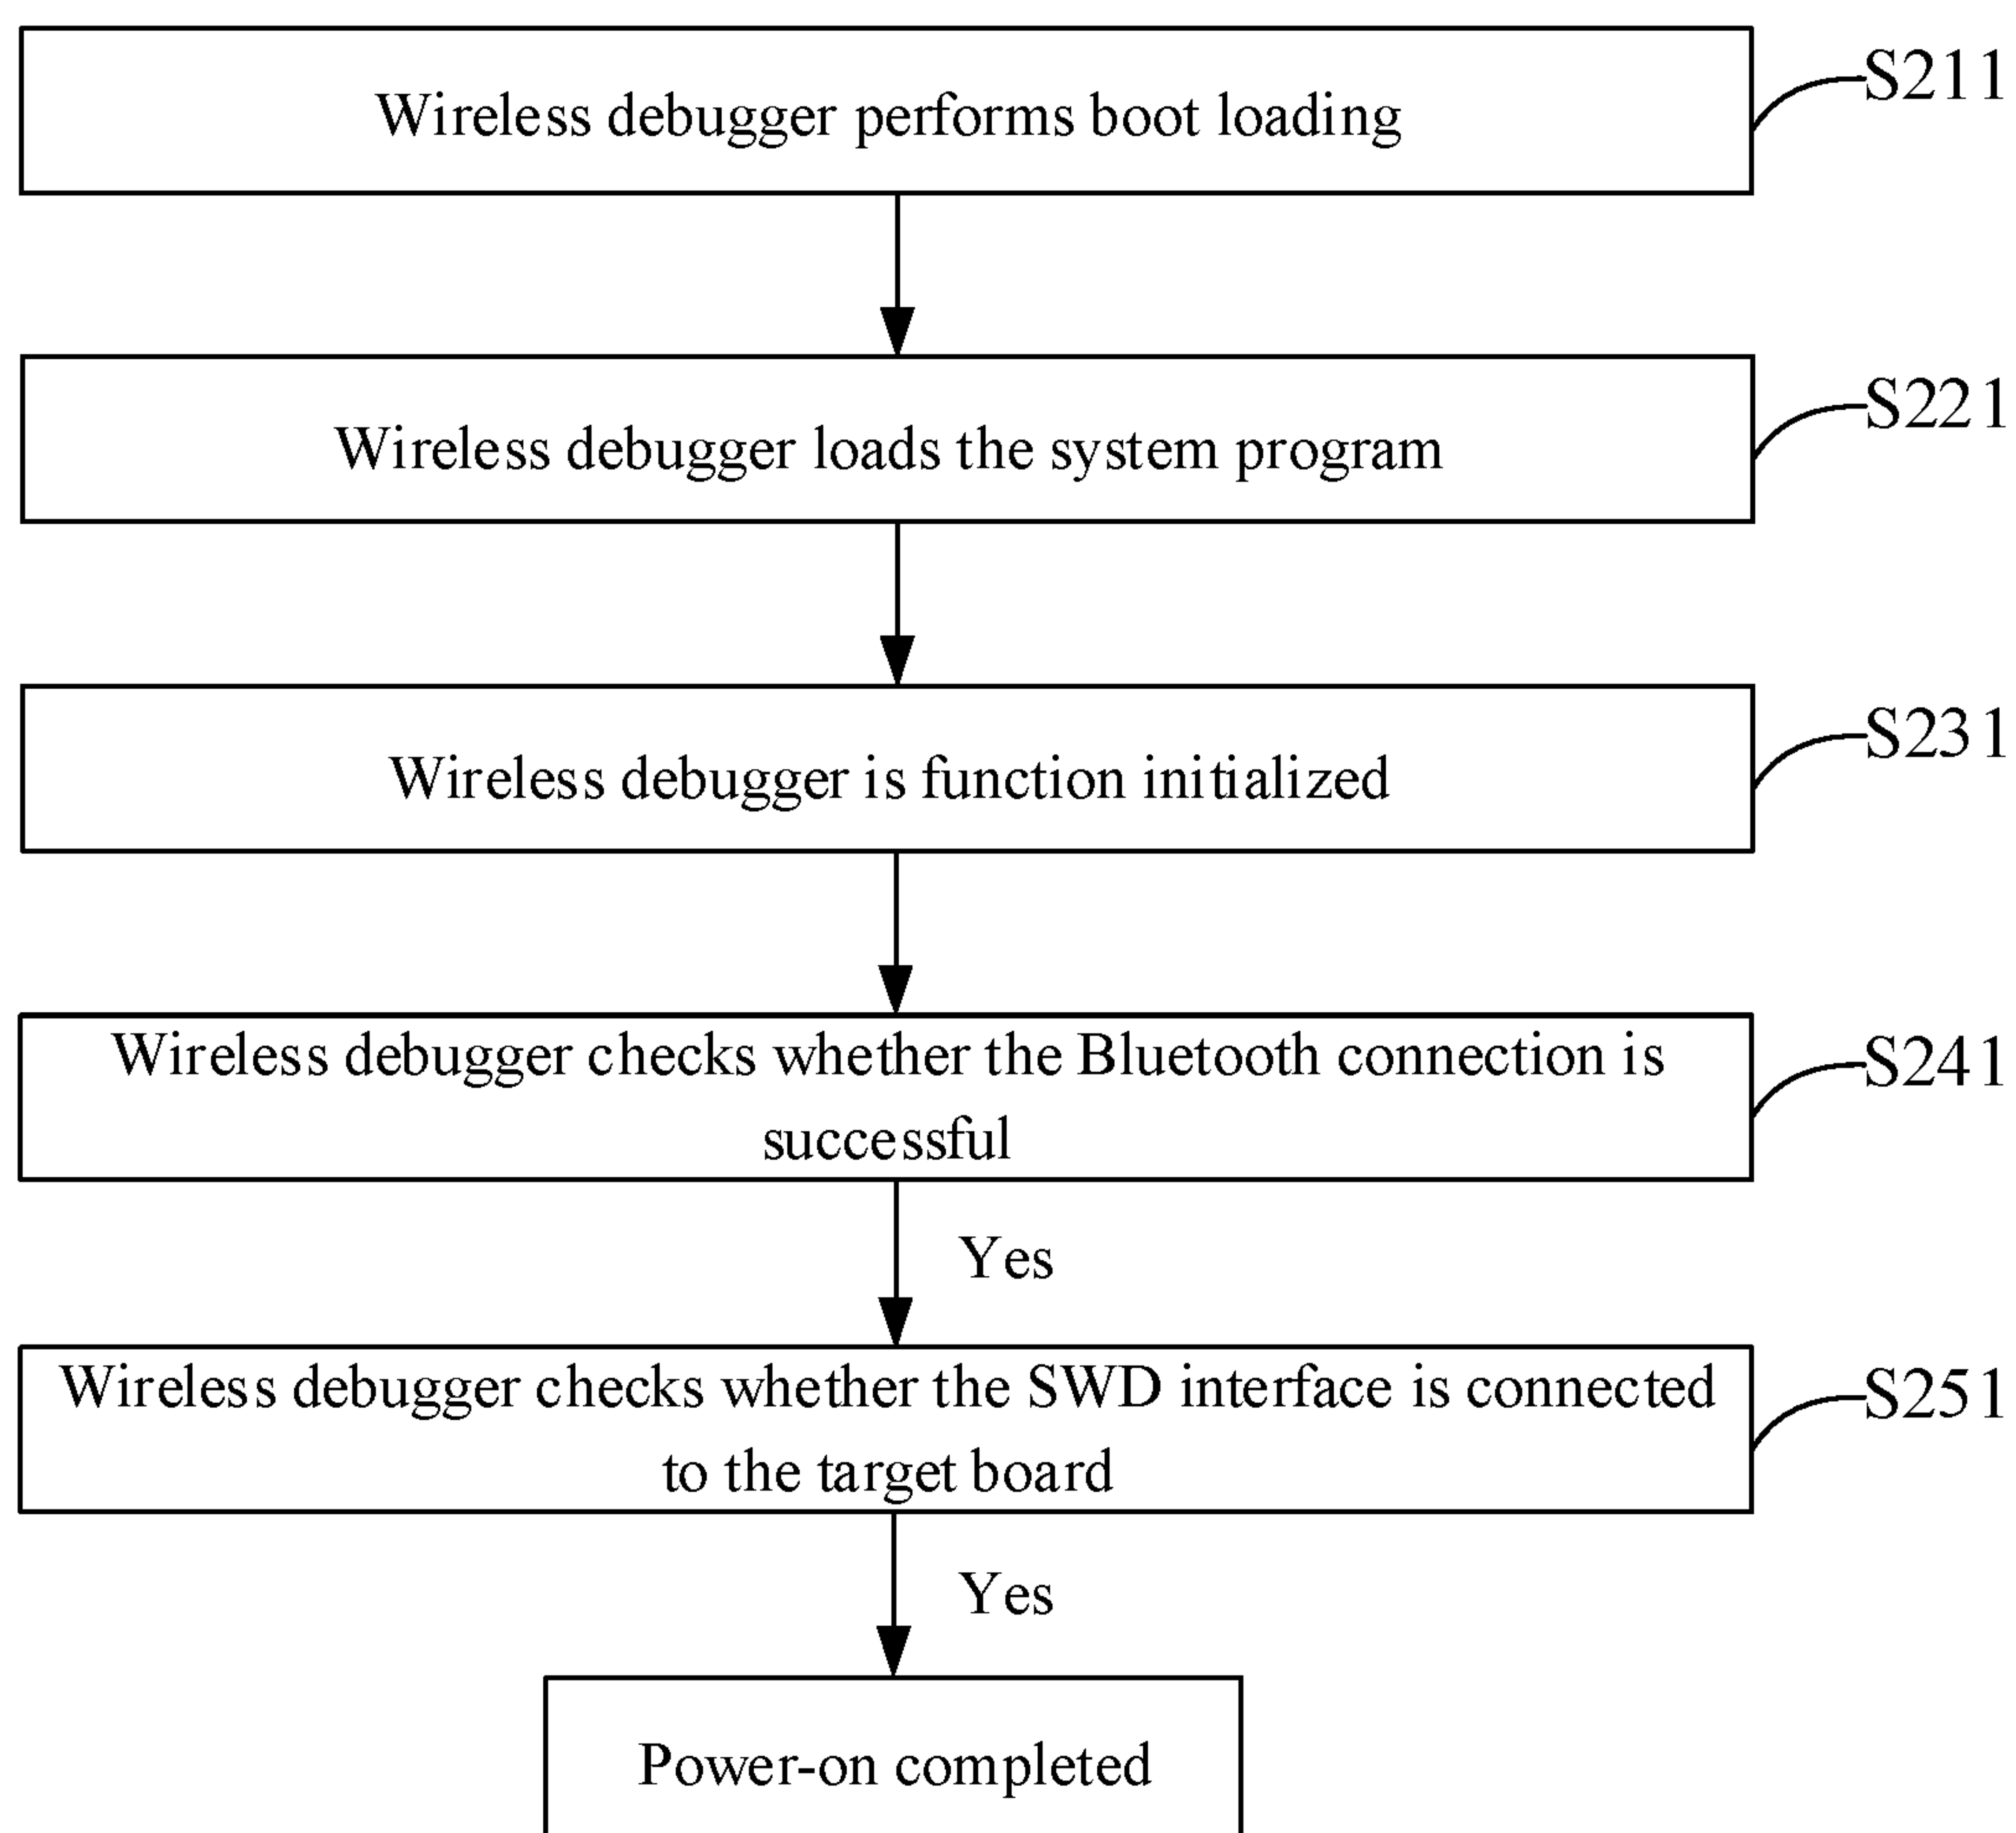 Wireless debugger performs boot loading
S211
Wireless debugger loads the system program
S221
Wireless debugger is function initialized
S231
Wireless debugger checks whether the Bluetooth connection is
successful
S241
Yes
Wireless debugger checks whether the SWD interface is connected
to the target board
S251
Yes
Power-on completed